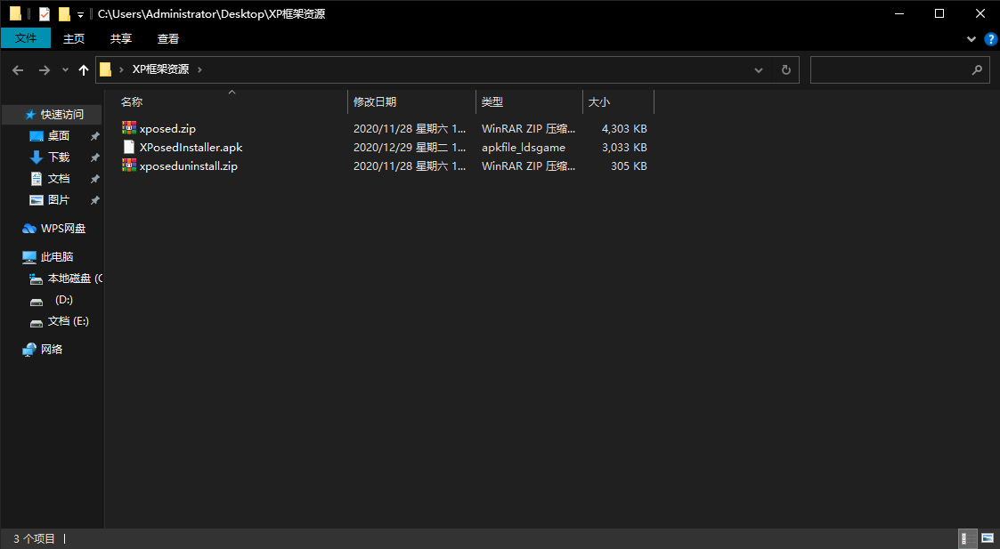 C:\Users\Administrator\Desktop\XP框架资源
文件 主页 共享 查看
XP框架资源
名称 修改日期 类型 大小
xposed.zip 2020/11/28 星期六 1... WinRAR ZIP 压缩... 4,303 KB
XPosedInstaller.apk 2020/12/29 星期二 1... apkfile_ldsgame 3,033 KB
xposeduninstall.zip 2020/11/28 星期六 1... WinRAR ZIP 压缩... 305 KB
快速访问
桌面
下载
文档
图片
WPS网盘
此电脑
本地磁盘 (C
(D:)
文档 (E:)
网络
3 个项目